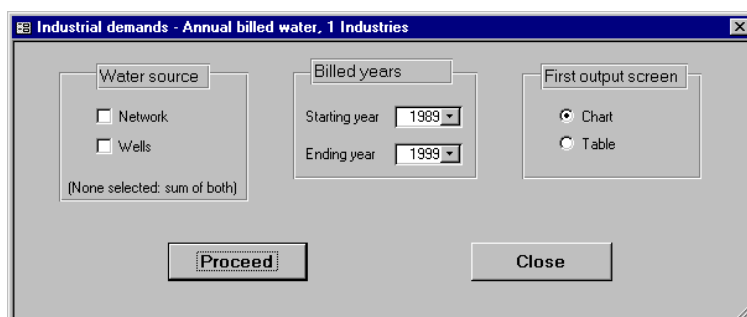 Industrial demands - Annual billed water, 1 Industries
Water source
Network
Wells
(None selected: sum of both)
Billed years
Starting year 1989
Ending year 1999
First output screen
Chart
Table
Proceed
Close